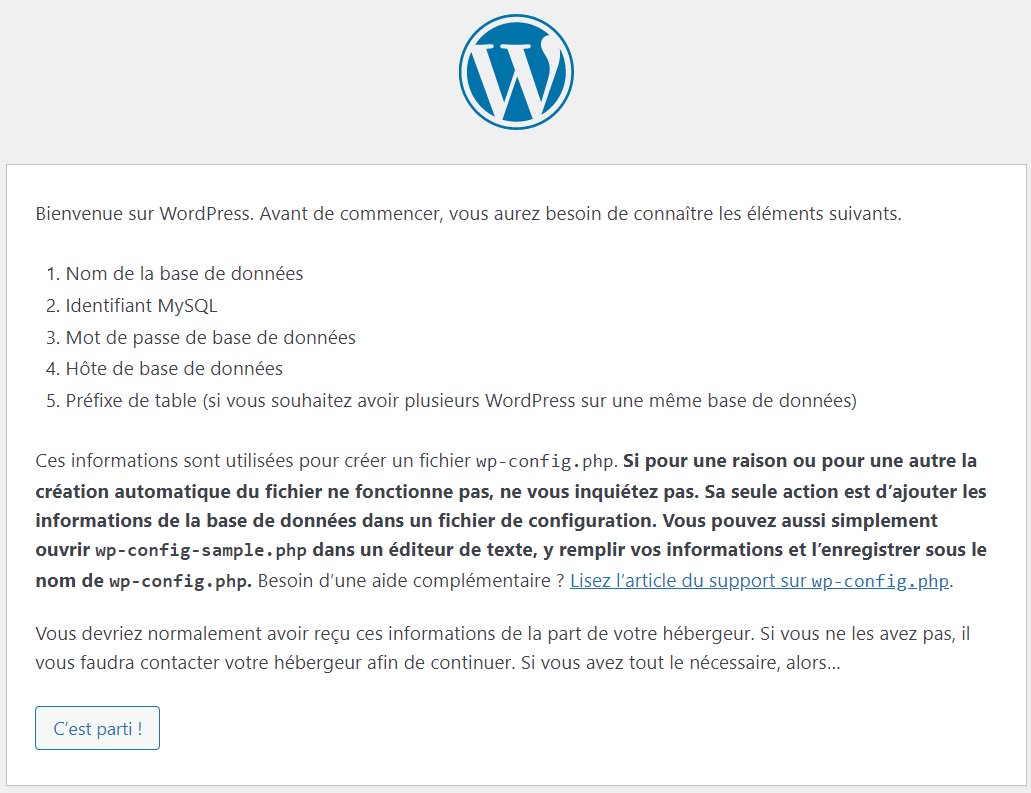 Bienvenue sur WordPress. Avant de commencer, vous aurez besoin de connaître les éléments suivants.
1. Nom de la base de données
2. Identifiant MySQL
3. Mot de passe de base de données
4. Hôte de base de données
5. Préfixe de table (si vous souhaitez avoir plusieurs WordPress sur une même base de données)
Ces informations sont utilisées pour créer un fichier wp-config.php. Si pour une raison ou pour une autre la
création automatique du fichier ne fonctionne pas, ne vous inquiétez pas. Sa seule action est d’ajouter les
informations de la base de données dans un fichier de configuration. Vous pouvez aussi simplement
ouvrir wp-config-sample.php dans un éditeur de texte, y remplir vos informations et l’enregistrer sous le
nom de wp-config.php. Besoin d’une aide complémentaire ? Lisez l’article du support sur wp-config.php.
Vous devriez normalement avoir reçu ces informations de la part de votre hébergeur. Si vous ne les avez pas, il
vous faudra contacter votre hébergeur afin de continuer. Si vous avez tout le nécessaire, alors…
C’est parti !